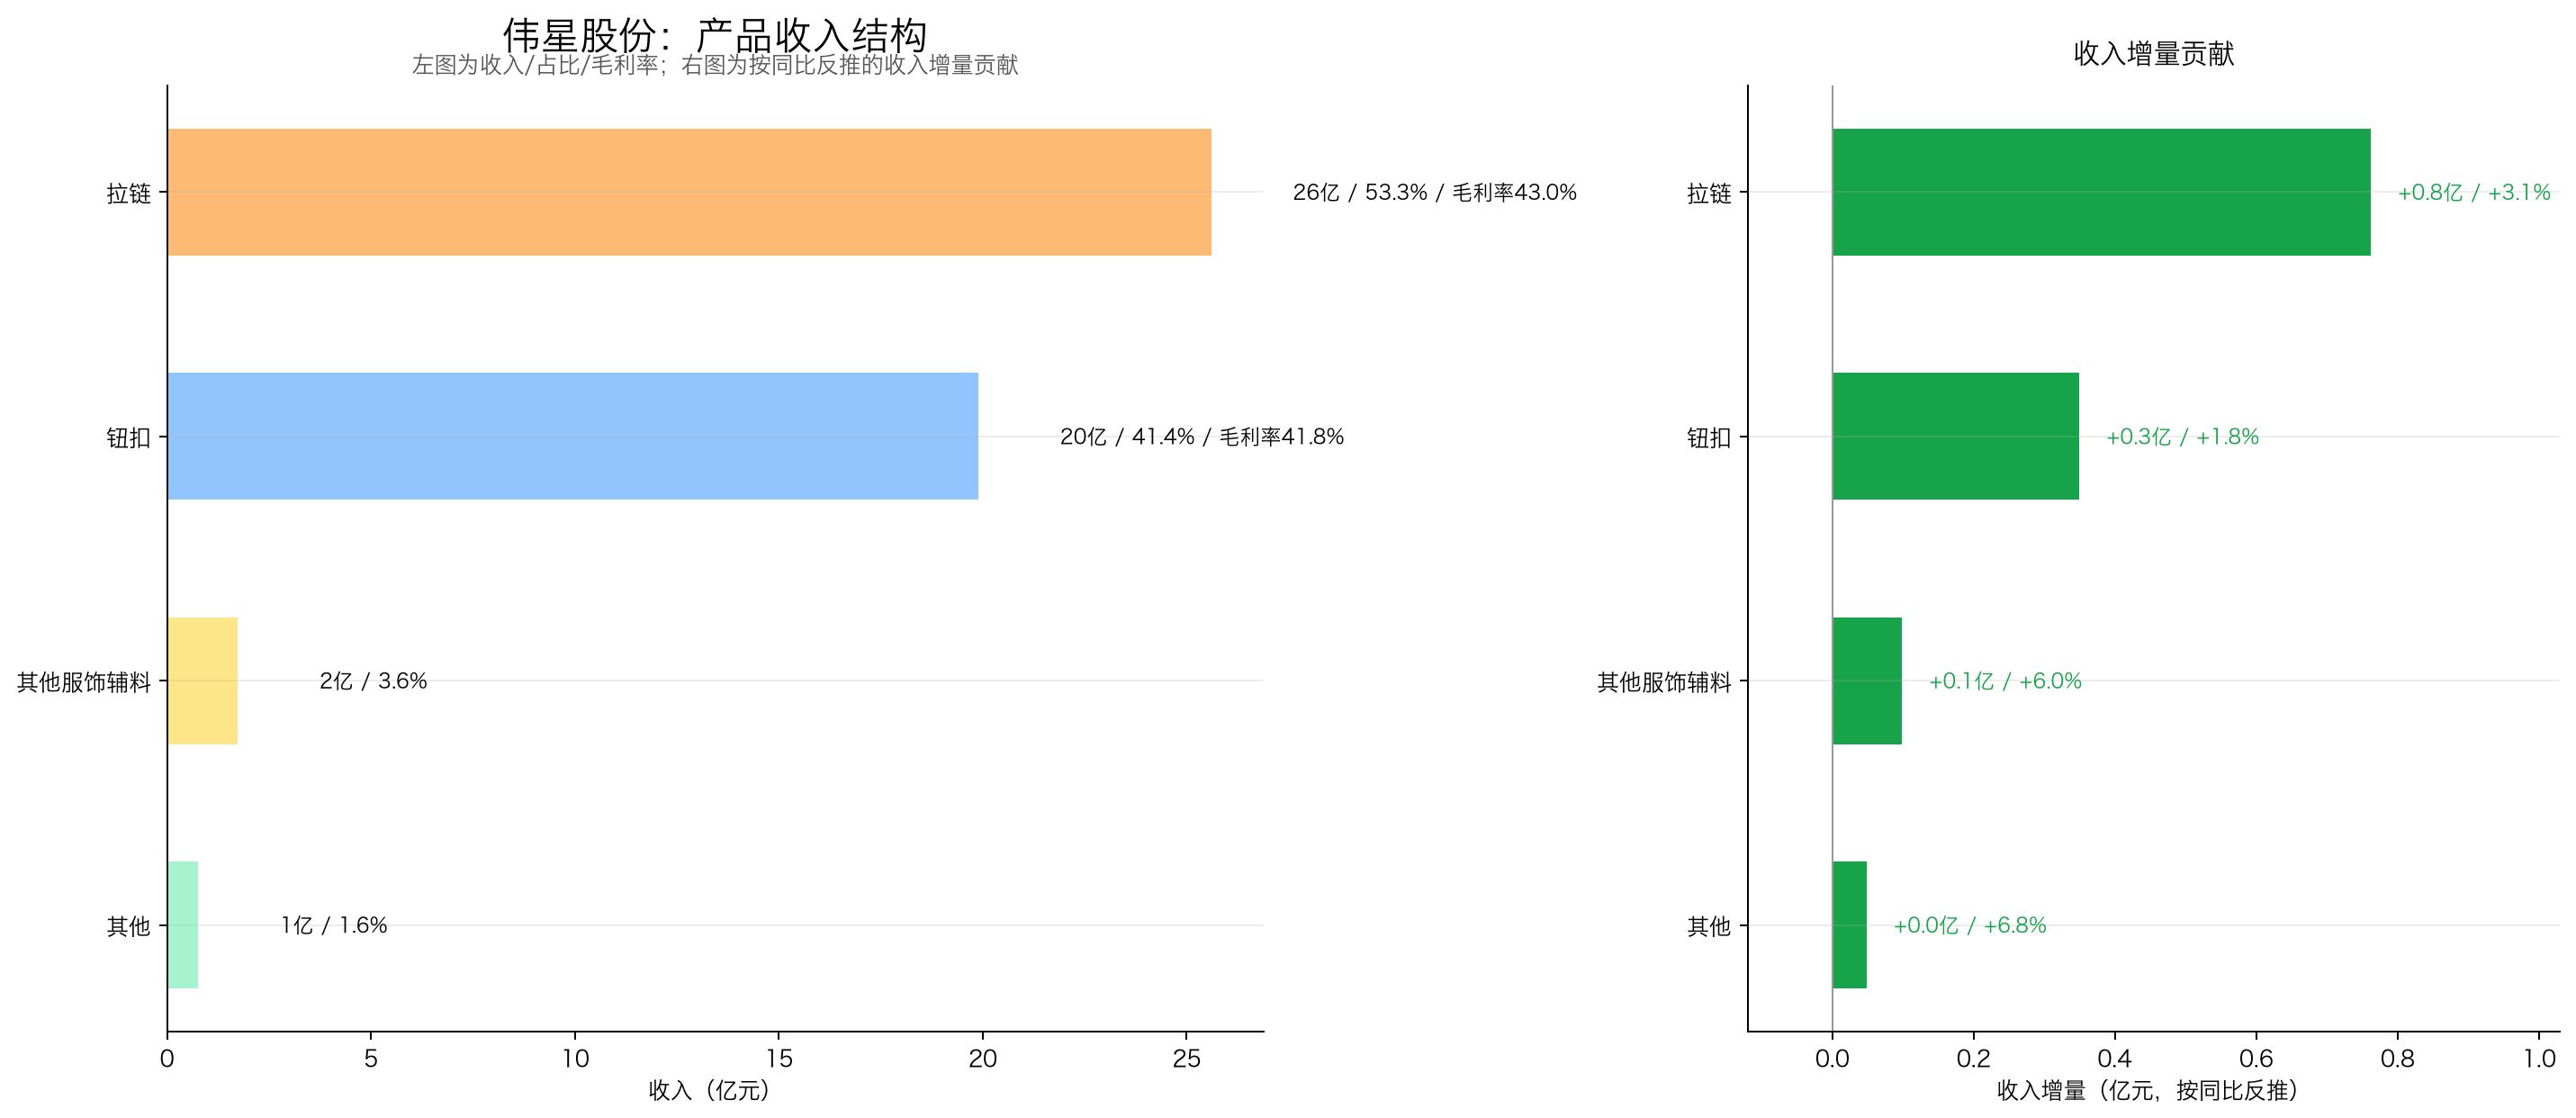 伟星股份：产品收入结构
左图为收入/占比/毛利率；右图为按同比反推的收入增量贡献
拉链
26亿 / 53.3% / 毛利率43.0%
钮扣
20亿 / 41.4% / 毛利率41.8%
其他服饰辅料
2亿 / 3.6%
其他
1亿 / 1.6%
0 5 10 15 20 25
收入（亿元）
收入增量贡献
拉链
+0.8亿 / +3.1%
钮扣
+0.3亿 / +1.8%
其他服饰辅料
+0.1亿 / +6.0%
其他
+0.0亿 / +6.8%
0.0 0.2 0.4 0.6 0.8 1.0
收入增量（亿元，按同比反推）